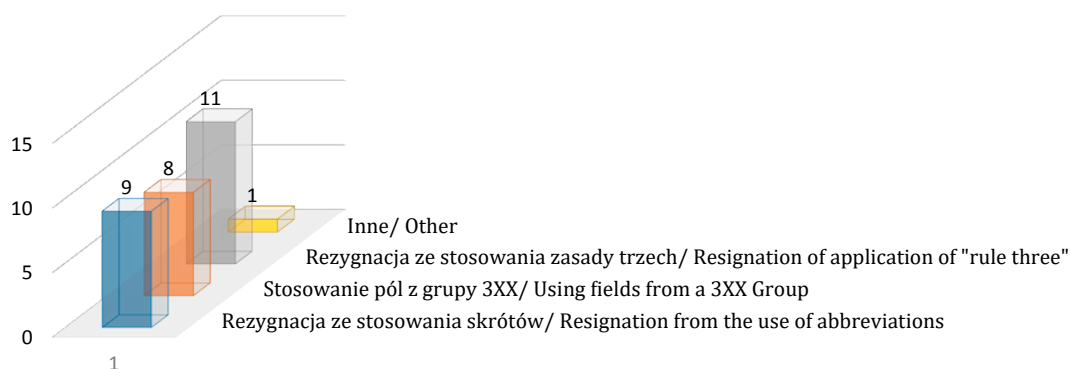 11
15
8
9
1
10
Inne/ Other
Rezygnacja ze stosowania zasady trzech/ Resignation of application of "rule three"
5
Stosowanie pól z grupy 3XX/ Using fields from a 3XX Group
Rezygnacja ze stosowania skrótów/ Resignation from the use of abbreviations
0
1